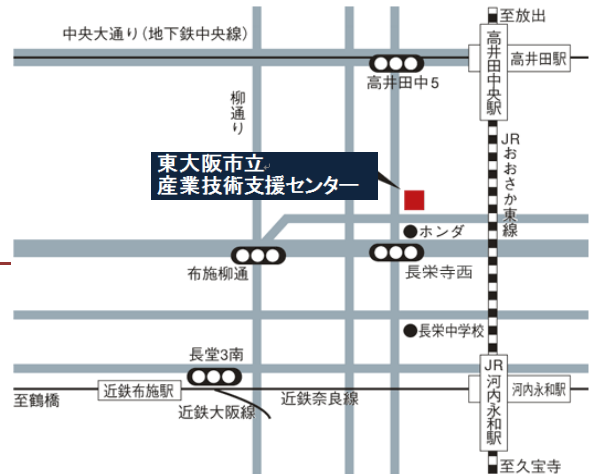 至放出
中央大通り(地下鉄中央線)
高井田中央駅
高井田駅
高井田中5
柳通り
JRおおさか東線
東大阪市立
産業技術支援センター
ホンダ
布施柳通
長栄寺西
長栄中学校
長堂3南
JR河内永和駅
近鉄布施駅
河内永和駅
至鶴橋
近鉄大阪線
近鉄奈良線
至久宝寺